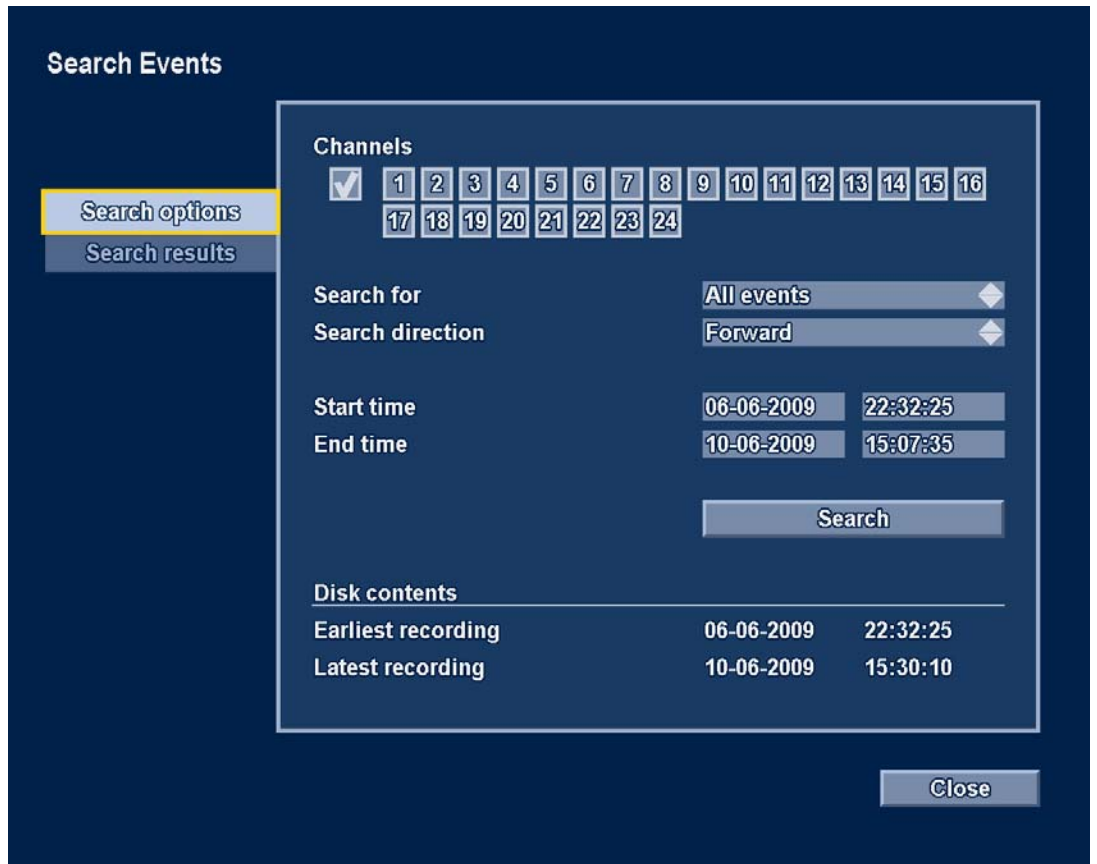 Search Events
Channels
1 2 3 4 5 6 7 8 9 10 11 12 13 14 15 16
17 18 19 20 21 22 23 24
Search options
Search results
Search for All events
Search direction Forward
Start time 06-06-2009 22:32:25
End time 10-06-2009 15:07:35
Search
Disk contents
Earliest recording 06-06-2009 22:32:25
Latest recording 10-06-2009 15:30:10
Close